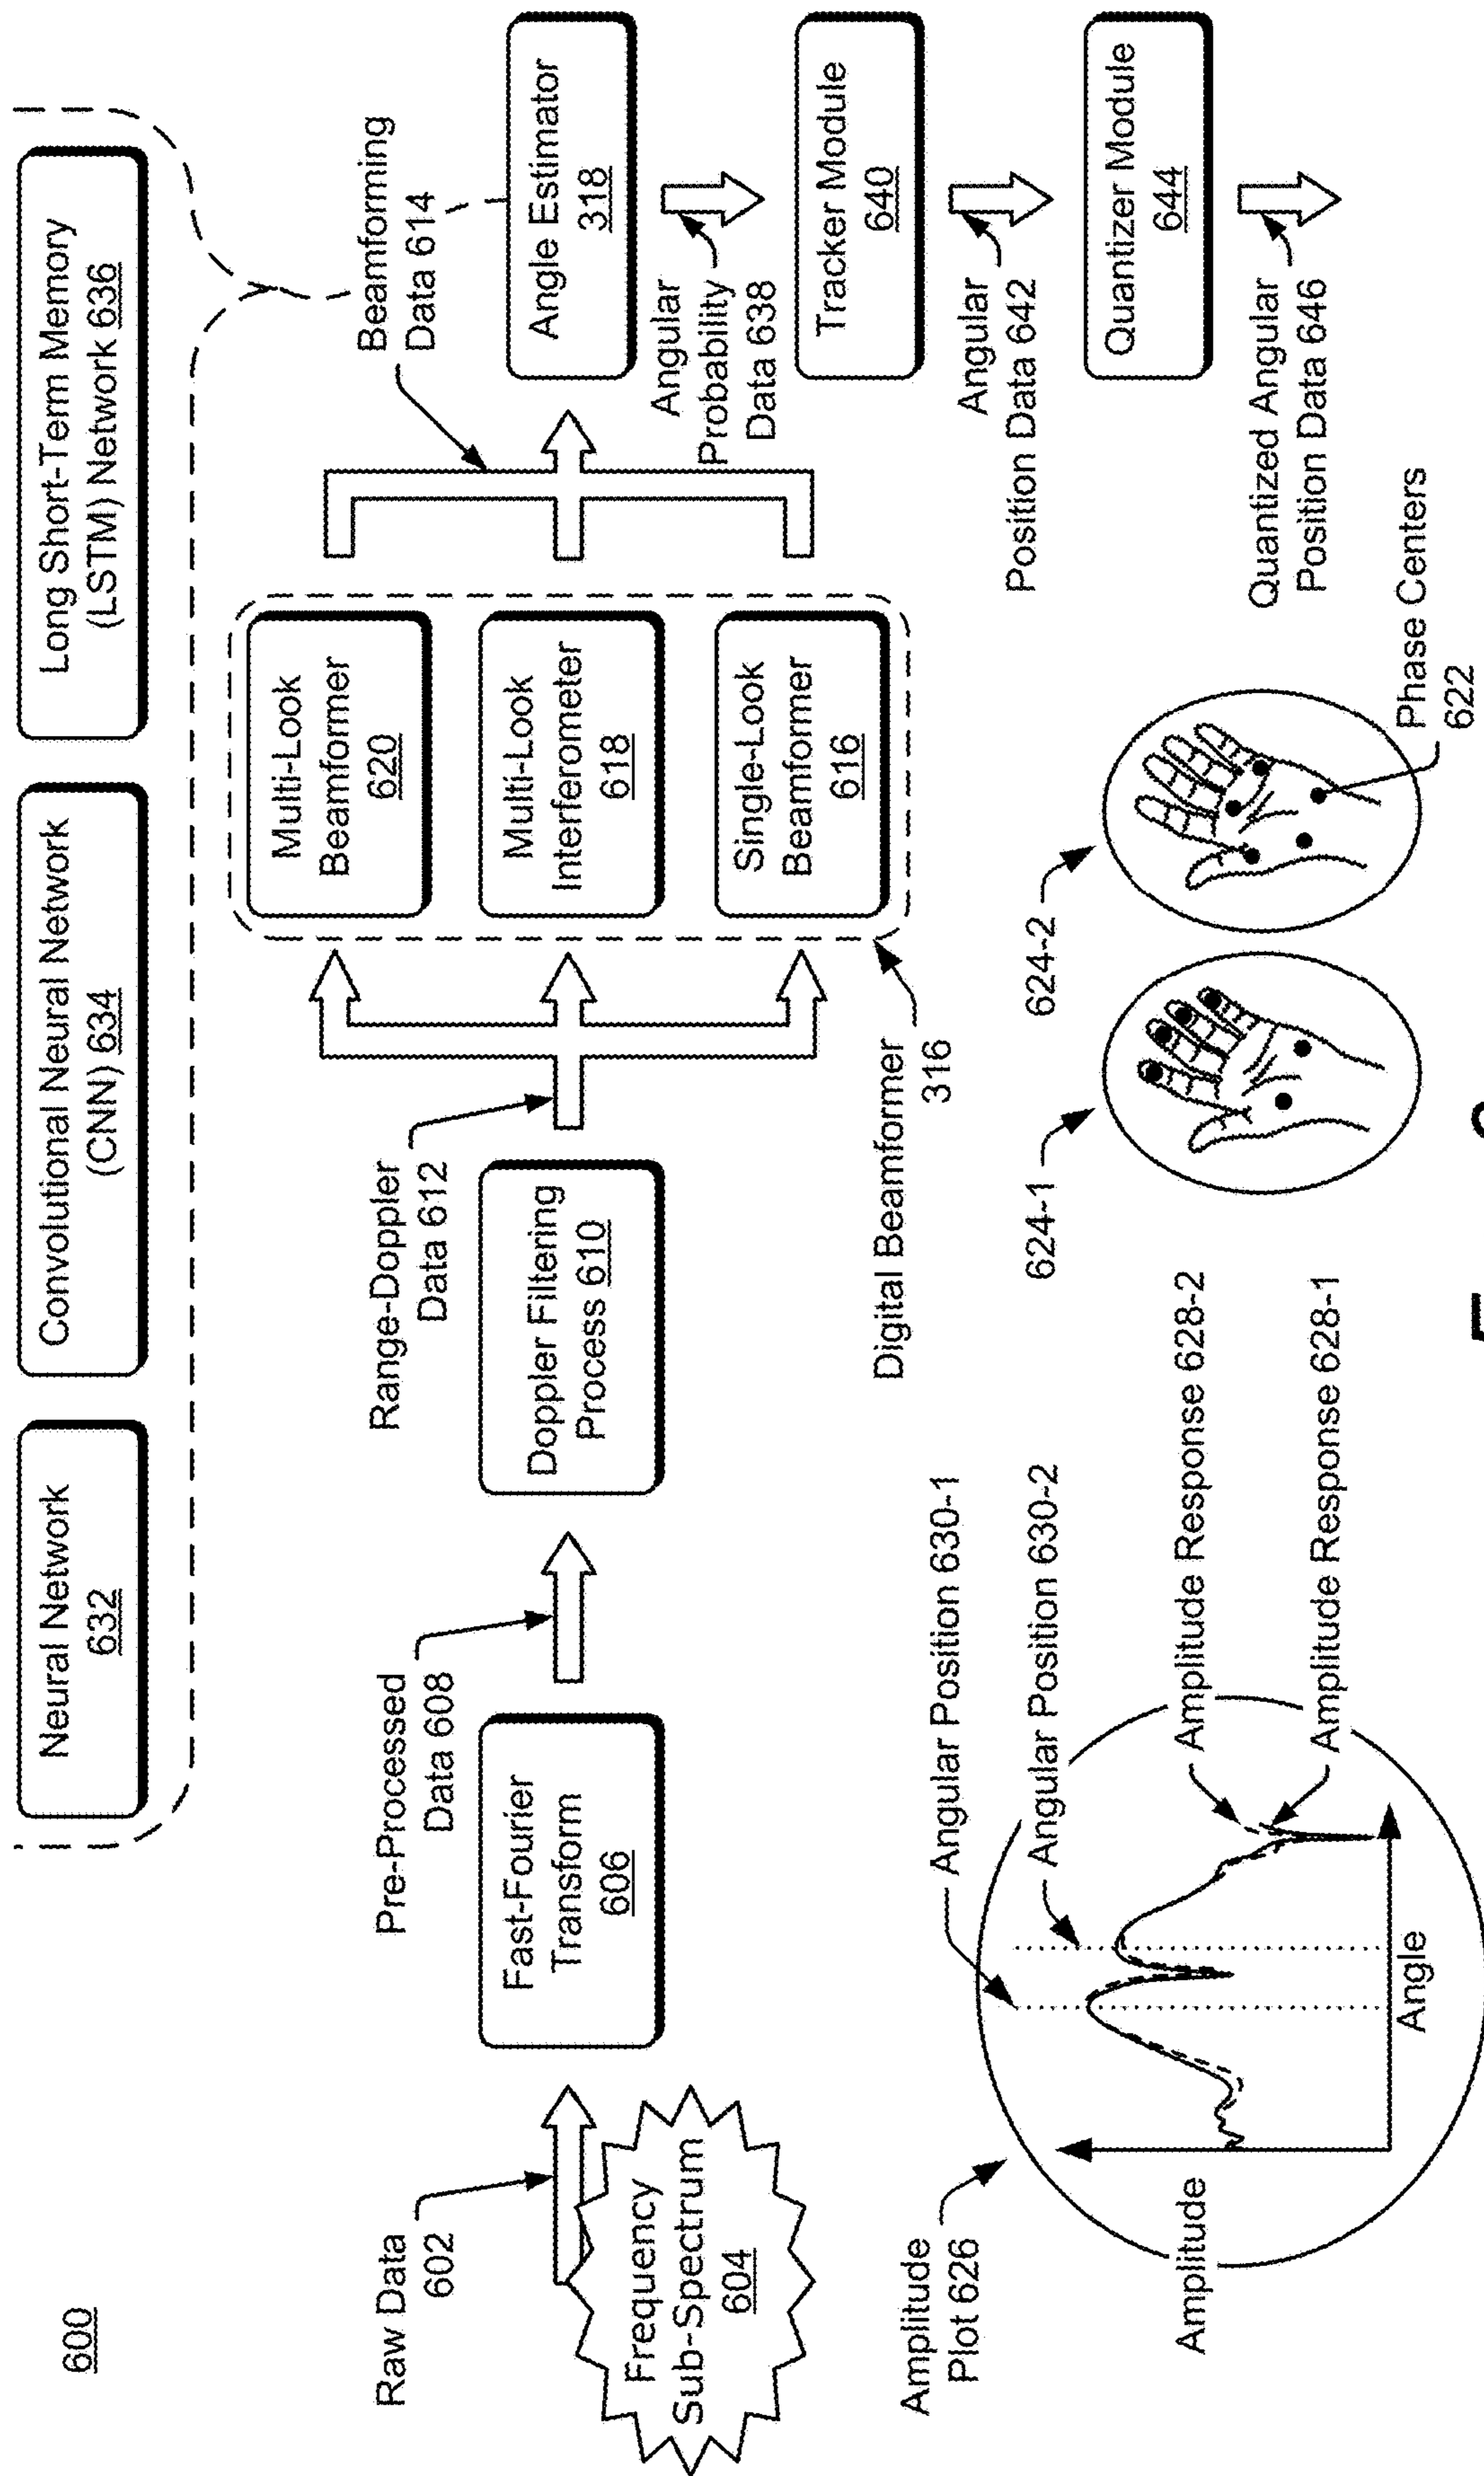 600
Neural Network
632
Convolutional Neural Network
(CNN) 634
Long Short-Term Memory
(LSTM) Network 636
Raw Data
602
Frequency
Sub-Spectrum
604
Fast-Fourier
Transform
606
Pre-Processed
Data 608
Doppler Filtering
Process 610
Range-Doppler
Data 612
Multi-Look
Beamformer
620
Multi-Look
Interferometer
618
Single-Look
Beamformer
616
Digital Beamformer
316
Beamforming
Data 614
Angle Estimator
318
Angular
Probability
Data 638
Tracker Module
640
Angular
Position Data 642
Quantizer Module
644
Quantized Angular
Position Data 646
Amplitude
Plot 626
Amplitude
Angle
Angular Position 630-1
Angular Position 630-2
Amplitude Response 628-2
Amplitude Response 628-1
624-1
624-2
Phase Centers
622